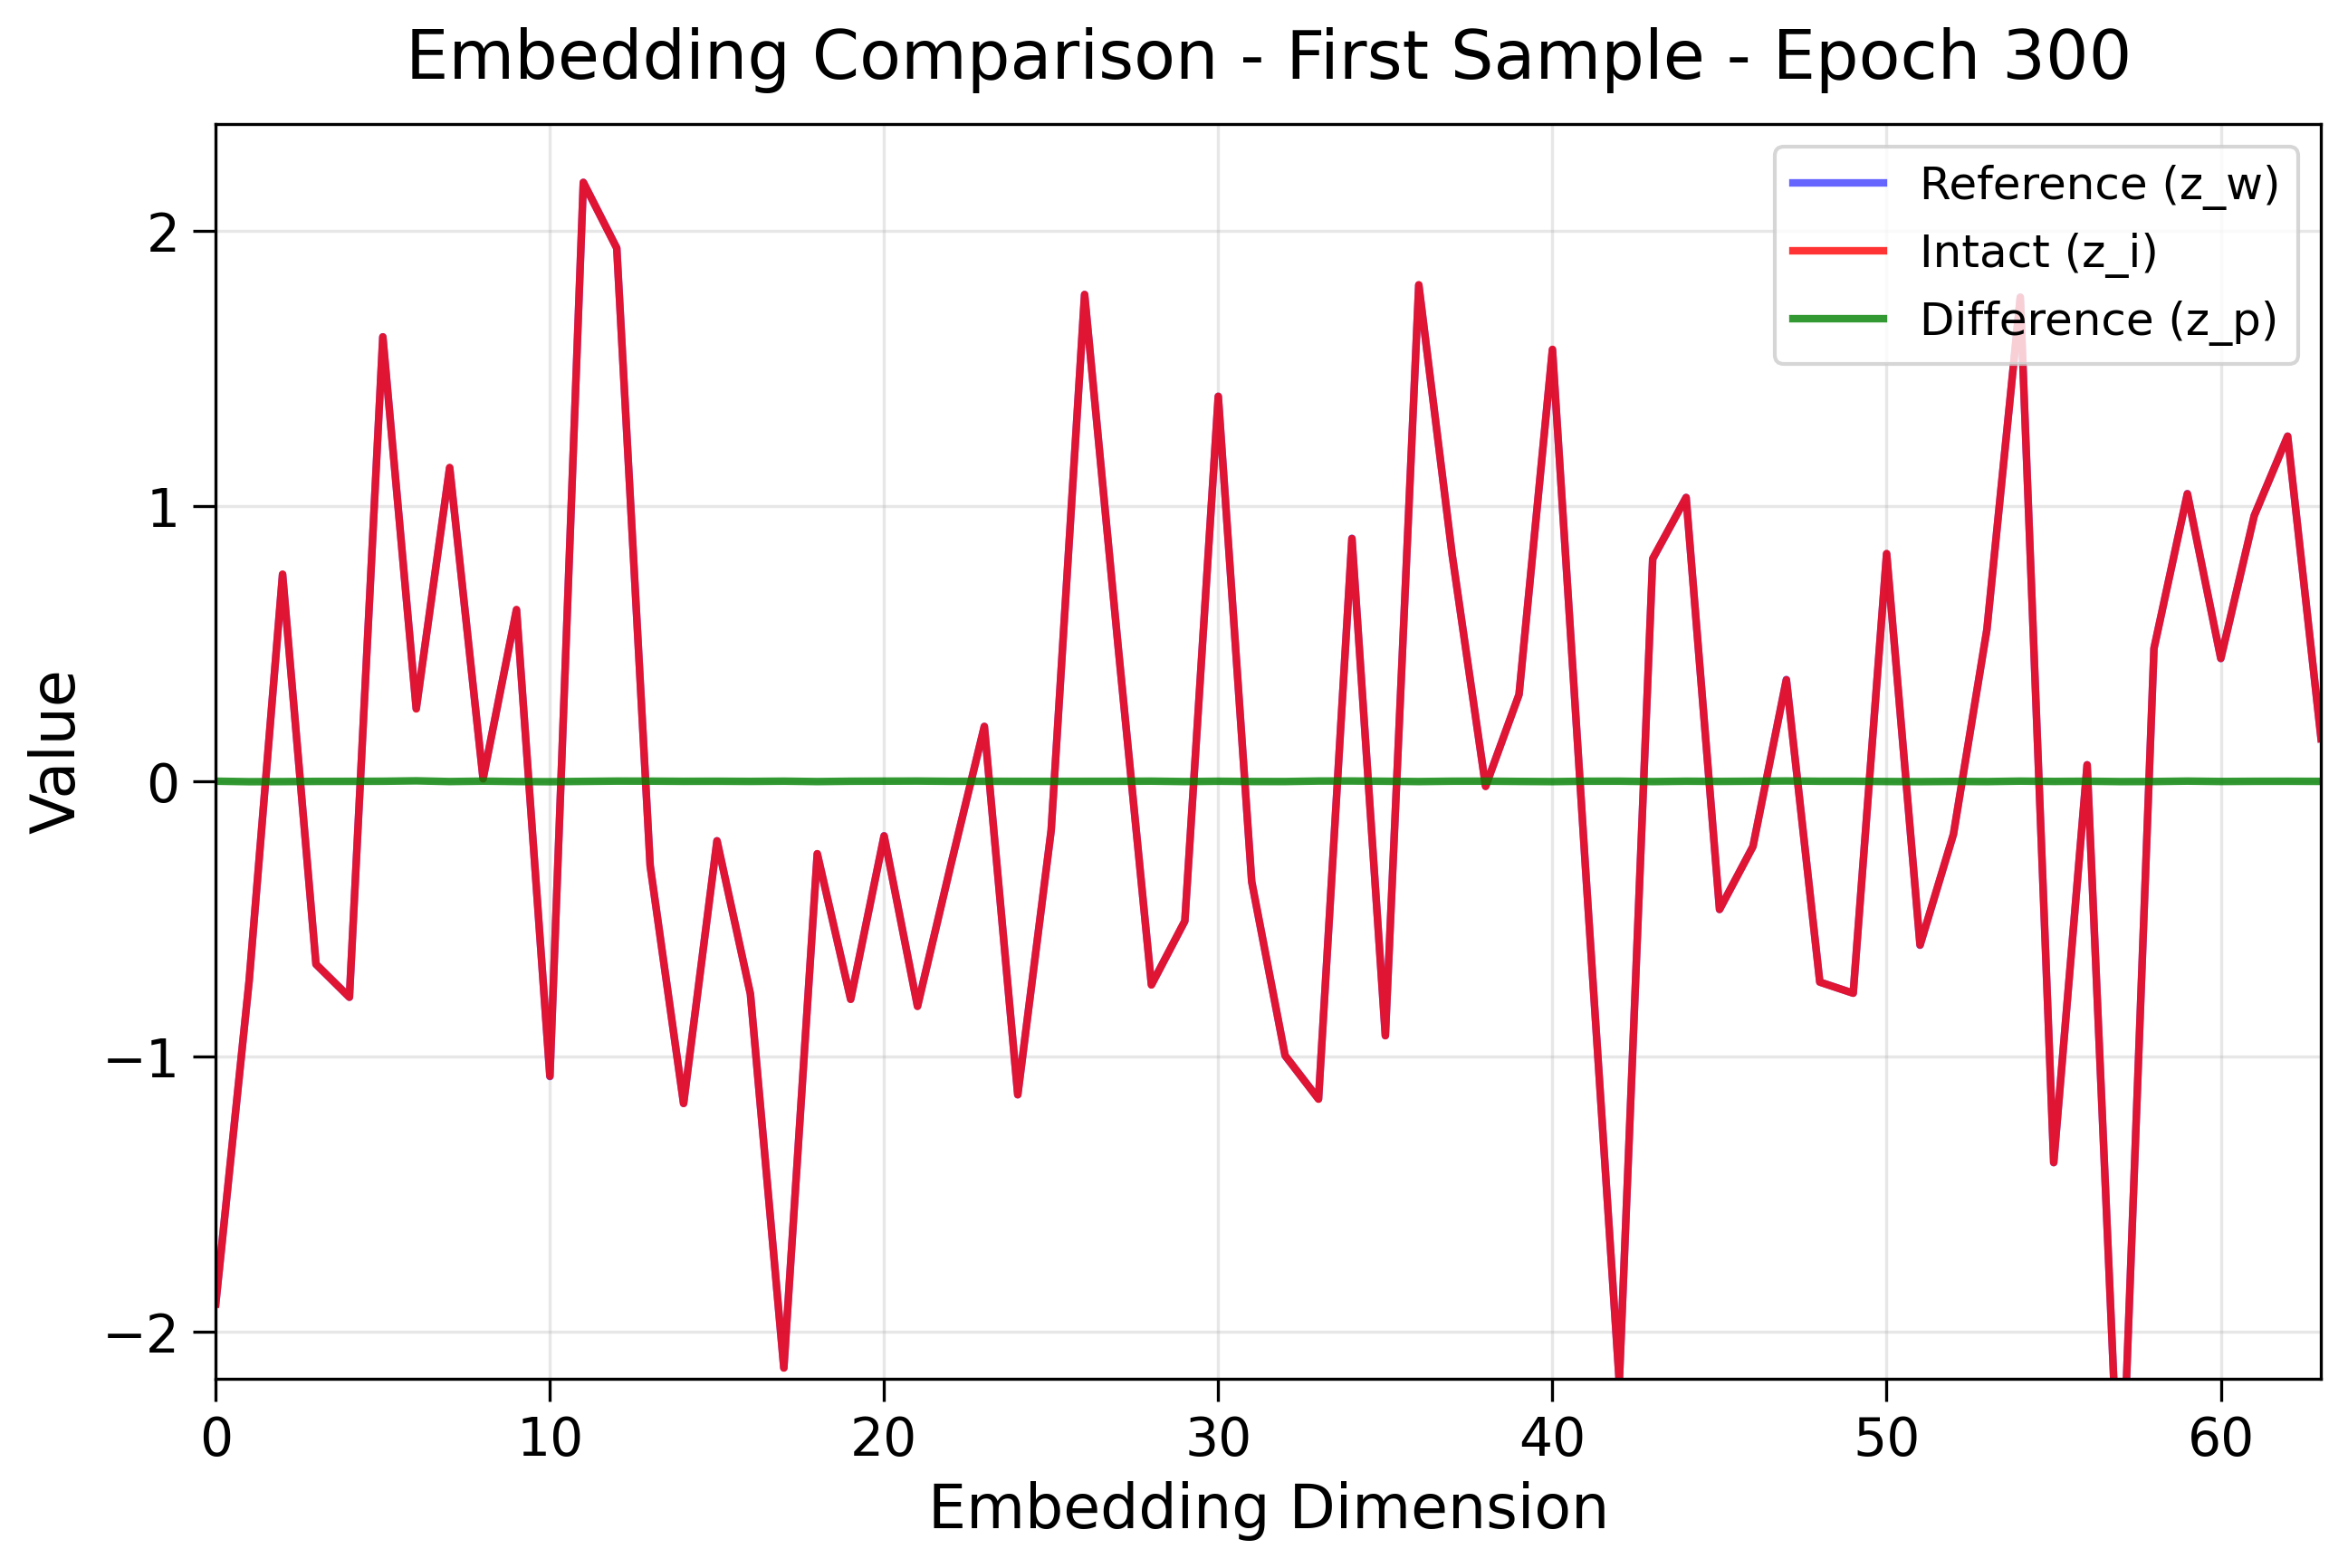 Embedding Comparison - First Sample - Epoch 300
Reference (z_w)
Intact (z_i)
Difference (z_p)
Value
2
1
0
−1
−2
0 10 20 30 40 50 60
Embedding Dimension